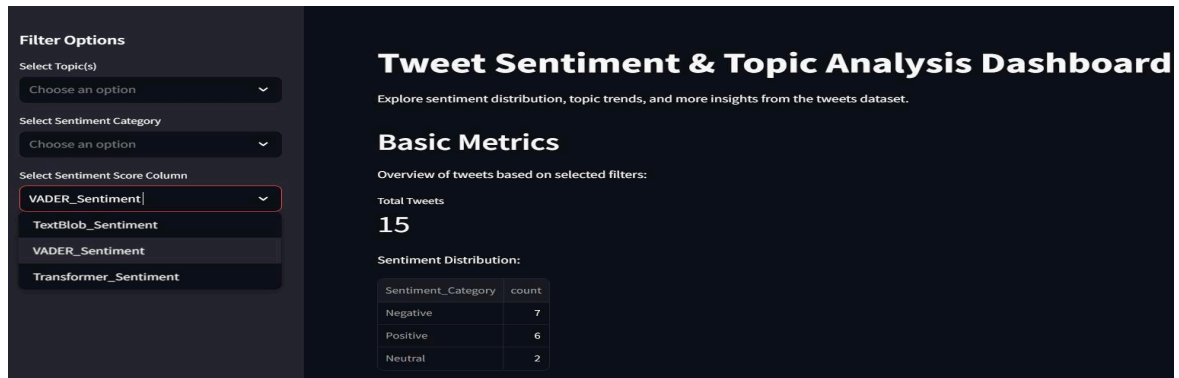 Filter Options
Select Topic(s)
Choose an option
Select Sentiment Category
Choose an option
Select Sentiment Score Column
VADER_Sentiment
TextBlob_Sentiment
VADER_Sentiment
Transformer_Sentiment
Tweet Sentiment & Topic Analysis Dashboard
Explore sentiment distribution, topic trends, and more insights from the tweets dataset.
Basic Metrics
Overview of tweets based on selected filters:
Total Tweets
15
Sentiment Distribution:
Sentiment_Category count
Negative 7
Positive 6
Neutral 2